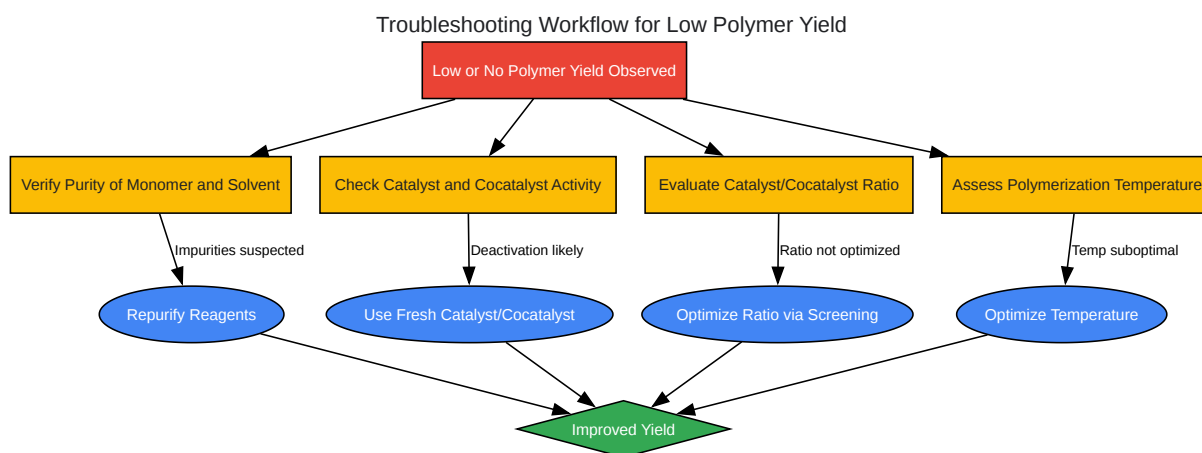 Troubleshooting Workflow for Low Polymer Yield
Low or No Polymer Yield Observed
Verify Purity of Monomer and Solvent
Check Catalyst and Cocatalyst Activity
Evaluate Catalyst/Cocatalyst Ratio
Assess Polymerization Temperature
Impurities suspected
Deactivation likely
Ratio not optimized
Temp suboptimal
Repurify Reagents
Use Fresh Catalyst/Cocatalyst
Optimize Ratio via Screening
Optimize Temperature
Improved Yield